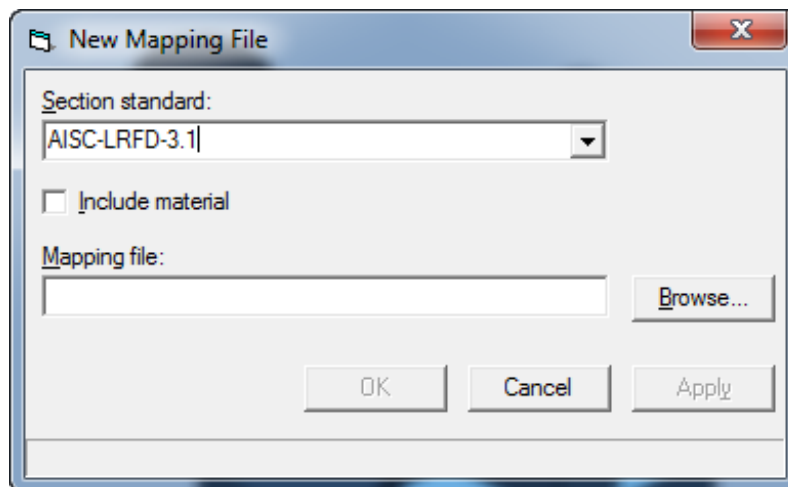 New Mapping File
Section standard:
AISC-LRFD-3.1
Include material
Mapping file:
Browse...
OK Cancel Apply